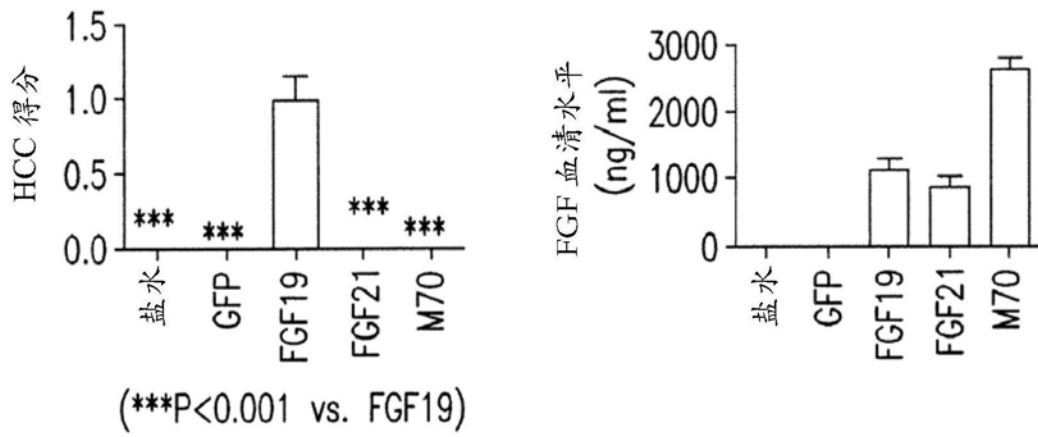 HCC 得分
1.5
1.0
0.5
0.0
***
***
***
***
盐水
GFP
FGF19
FGF21
M70
(***P<0.001 vs. FGF19)
FGF 血清水平
(ng/ml)
3000
2000
1000
0
盐水
GFP
FGF19
FGF21
M70